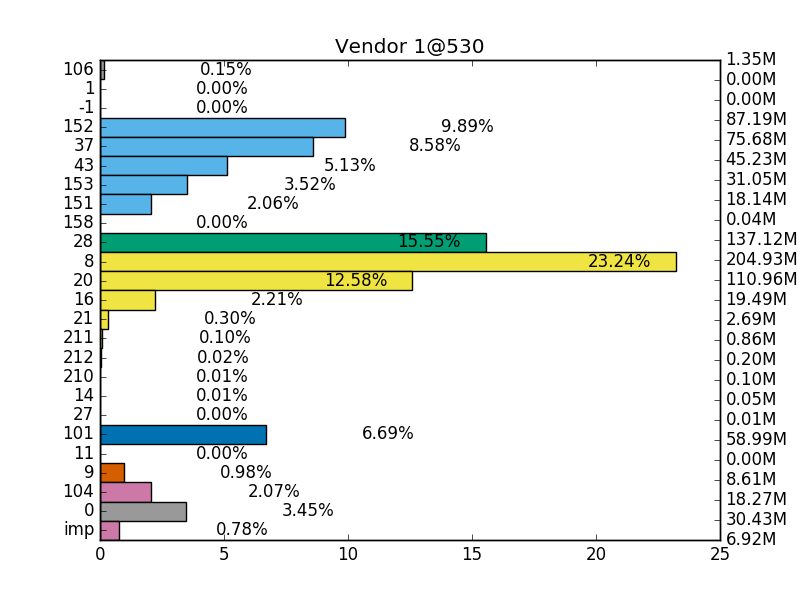 Vendor 1@530
106 0.15% 1.35M
1 0.00% 0.00M
-1 0.00% 0.00M
152 9.89% 87.19M
37 8.58% 75.68M
43 5.13% 45.23M
153 3.52% 31.05M
151 2.06% 18.14M
158 0.00% 0.04M
28 15.55% 137.12M
8 23.24% 204.93M
20 12.58% 110.96M
16 2.21% 19.49M
21 0.30% 2.69M
211 0.10% 0.86M
212 0.02% 0.20M
210 0.01% 0.10M
14 0.01% 0.05M
27 0.00% 0.01M
101 6.69% 58.99M
11 0.00% 0.00M
9 0.98% 8.61M
104 2.07% 18.27M
0 3.45% 30.43M
imp 0.78% 6.92M
0 5 10 15 20 25